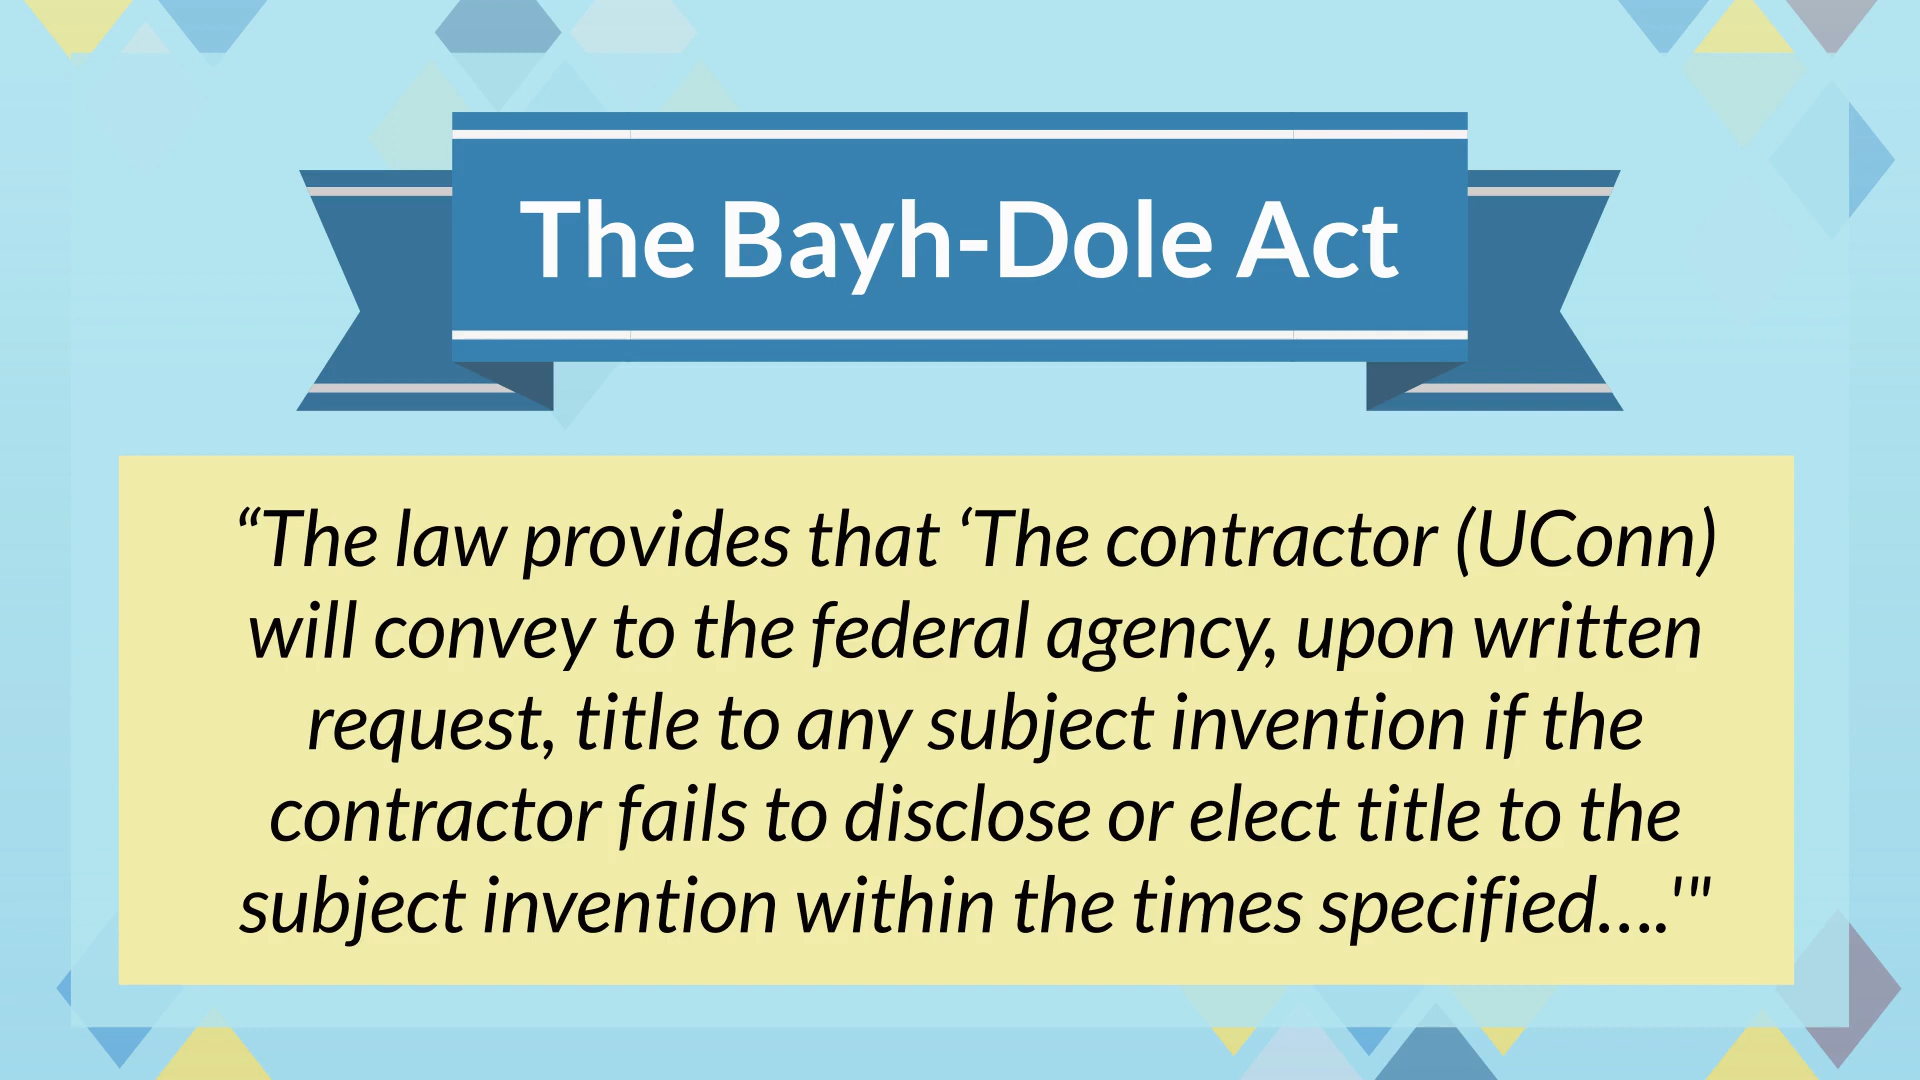 The Bayh-Dole Act
“The law provides that ‘The contractor (UConn)
will convey to the federal agency, upon written
request, title to any subject invention if the
contractor fails to disclose or elect title to the
subject invention within the times specified….'"